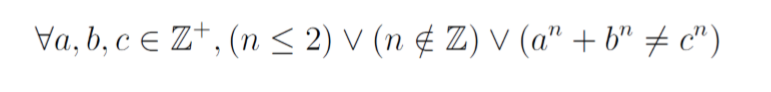 ∀a, b, c ∈ ℤ⁺, (n ≤ 2) ∨ (n ∉ ℤ) ∨ (aⁿ + bⁿ ≠ cⁿ)